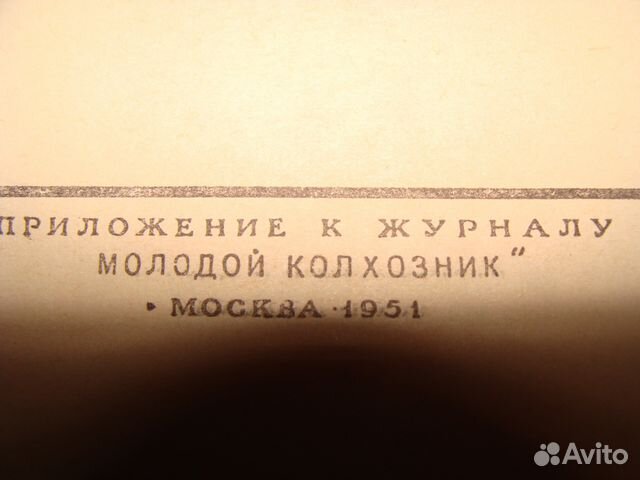 ПРИЛОЖЕНИЕ К ЖУРНАЛУ
МОЛОДОЙ КОЛХОЗНИК"
• МОСКВА · 1951
Avito